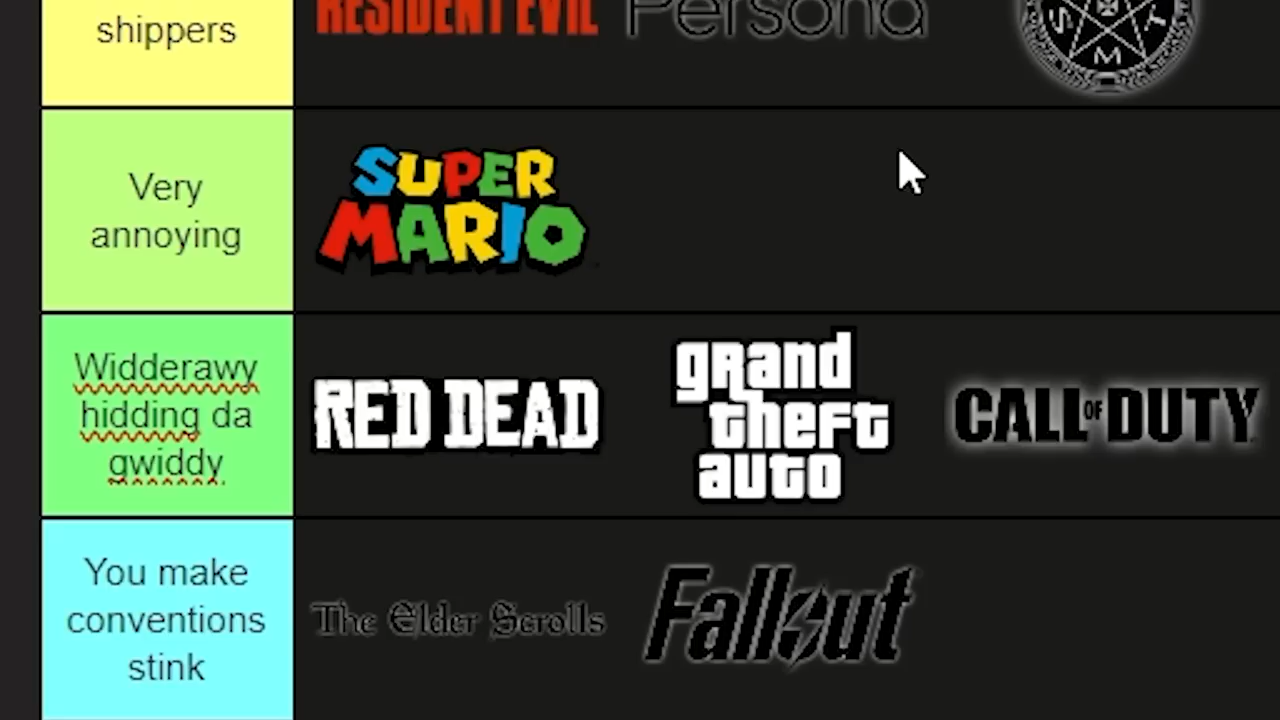 shippers
RESIDENT EVIL
Persona
S M T
Very
annoying
SUPER
MARIO
Widderawy
hidding da
gwiddy
RED DEAD
grand
theft
auto
CALL OF DUTY
You make
conventions
stink
The Elder Scrolls
Fallout